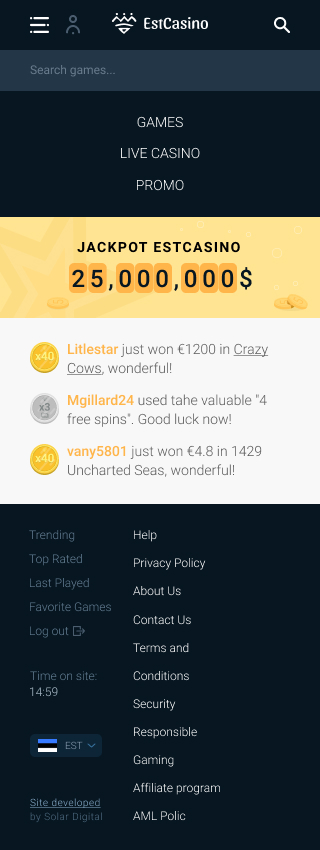 EstCasino
Search games...
GAMES
LIVE CASINO
PROMO
JACKPOT ESTCASINO
25,000,000$
x40
Litlestar just won €1200 in Crazy
Cows, wonderful!
x3
Mgillard24 used tahe valuable "4
free spins". Good luck now!
x40
vany5801 just won €4.8 in 1429
Uncharted Seas, wonderful!
Trending
Top Rated
Last Played
Favorite Games
Log out
Time on site:
14:59
EST
Site developed
by Solar Digital
Help
Privacy Policy
About Us
Contact Us
Terms and
Conditions
Security
Responsible
Gaming
Affiliate program
AML Polic